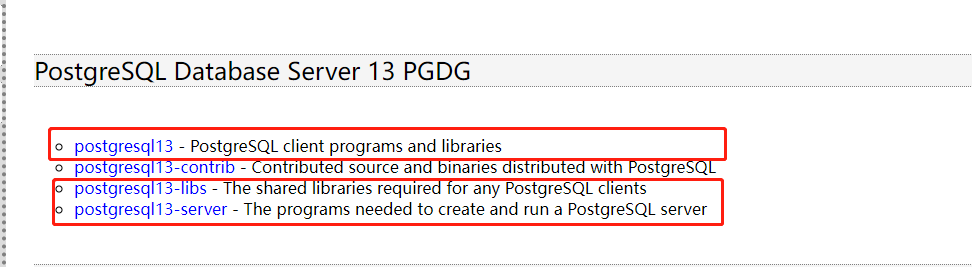 PostgreSQL Database Server 13 PGDG
postgresql13 - PostgreSQL client programs and libraries
postgresql13-contrib - Contributed source and binaries distributed with PostgreSQL
postgresql13-libs - The shared libraries required for any PostgreSQL clients
postgresql13-server - The programs needed to create and run a PostgreSQL server